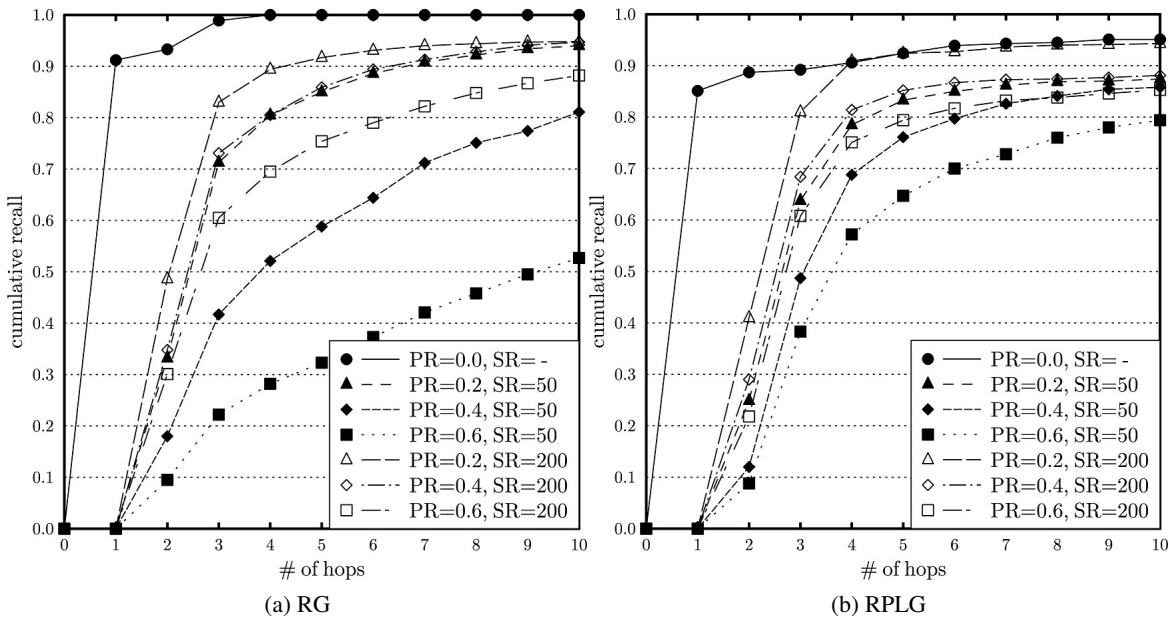 1.0
0.9
0.8
0.7
0.6
0.5
0.4
0.3
0.2
0.1
0.0
cumulative recall
0 1 2 3 4 5 6 7 8 9 10
# of hops
PR=0.0, SR= -
PR=0.2, SR=50
PR=0.4, SR=50
PR=0.6, SR=50
PR=0.2, SR=200
PR=0.4, SR=200
PR=0.6, SR=200
(a) RG
1.0
0.9
0.8
0.7
0.6
0.5
0.4
0.3
0.2
0.1
0.0
cumulative recall
0 1 2 3 4 5 6 7 8 9 10
# of hops
PR=0.0, SR= -
PR=0.2, SR=50
PR=0.4, SR=50
PR=0.6, SR=50
PR=0.2, SR=200
PR=0.4, SR=200
PR=0.6, SR=200
(b) RPLG